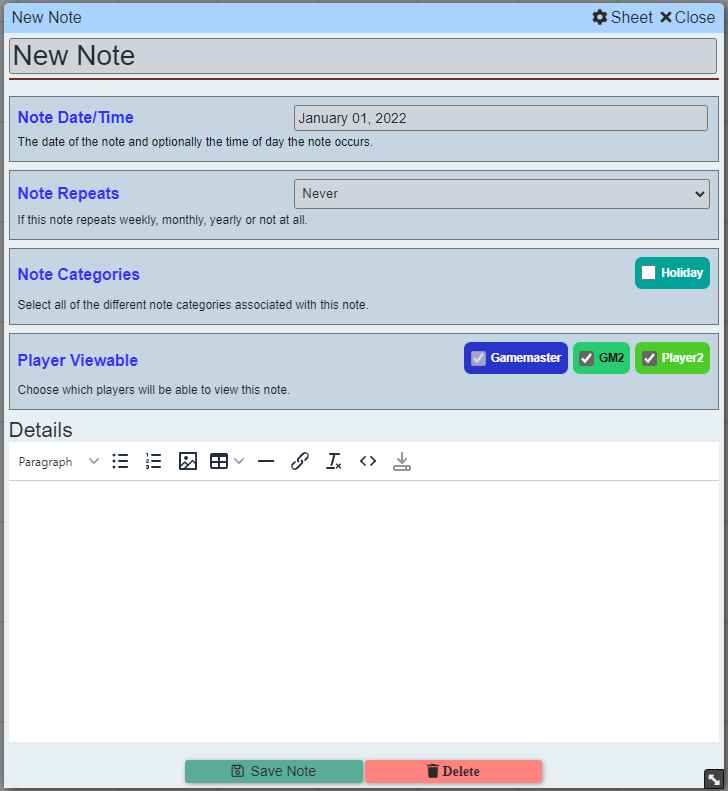 New Note Sheet Close
New Note
Note Date/Time January 01, 2022
The date of the note and optionally the time of day the note occurs.
Note Repeats Never
If this note repeats weekly, monthly, yearly or not at all.
Note Categories Holiday
Select all of the different note categories associated with this note.
Player Viewable Gamemaster GM2 Player2
Choose which players will be able to view this note.
Details
Paragraph
Save Note Delete